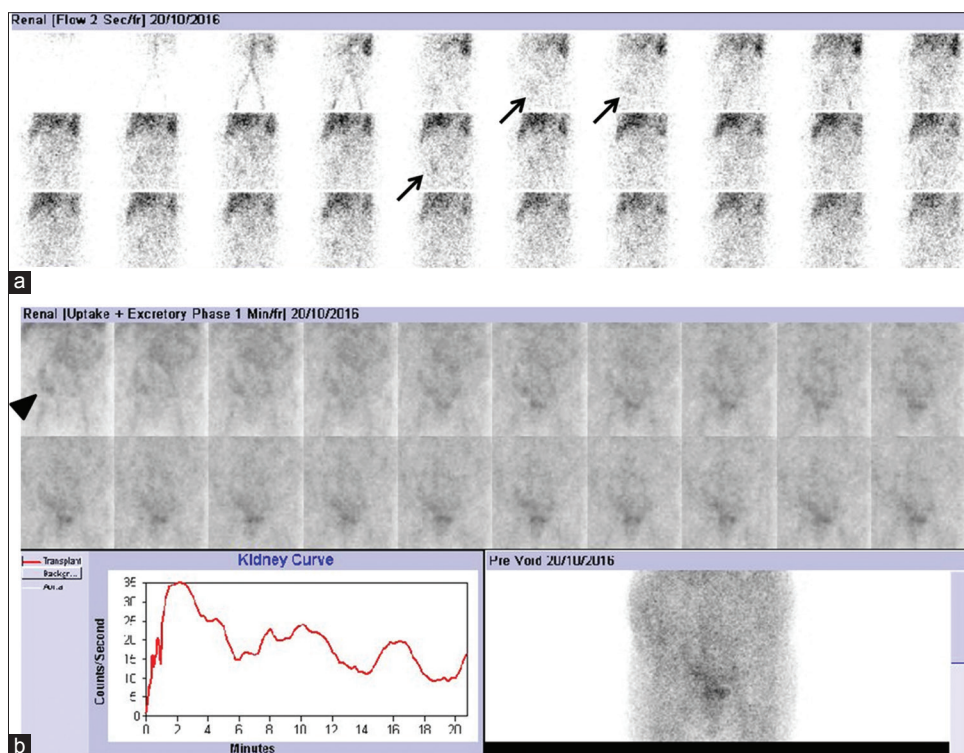 Renal [Flow 2 Sec/fr] 20/10/2016
a
Renal [Uptake + Excretory Phase 1 Min/fr] 20/10/2016
Transplant
Backgr...
Kidney Curve
35
30
25
20
15
10
5
0
Counts/Second
0 2 4 6 8 10 12 14 16 18 20
Minutes
Pre Void 20/10/2016
b